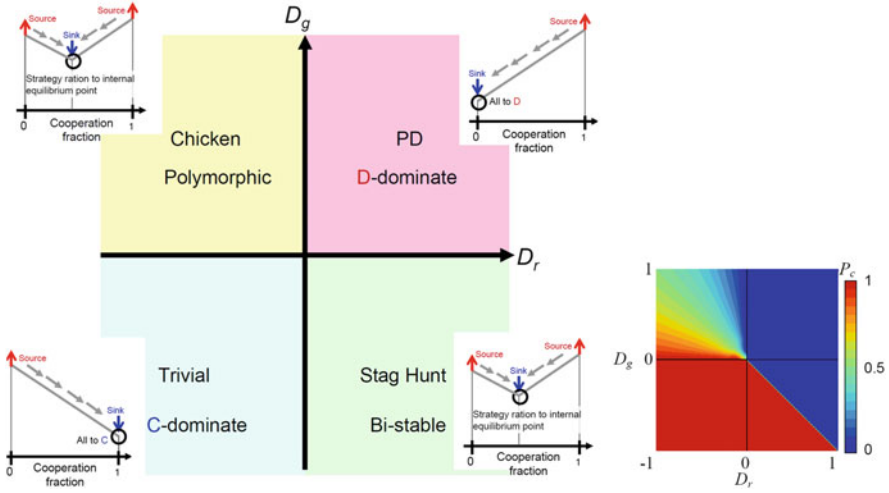 D_g
Source
Source
Sink
Strategy ration to internal
equilibrium point
0
1
Cooperation
fraction
Source
Sink
All to D
0
1
Cooperation
fraction
Chicken
Polymorphic
PD
D-dominate
D_r
Trivial
C-dominate
Stag Hunt
Bi-stable
Source
Sink
All to C
0
1
Cooperation
fraction
Source
Source
Sink
Strategy ration to internal
equilibrium point
0
1
Cooperation
fraction
P_c
1
1
D_g
0
0.5
0
-1
0
1
D_r